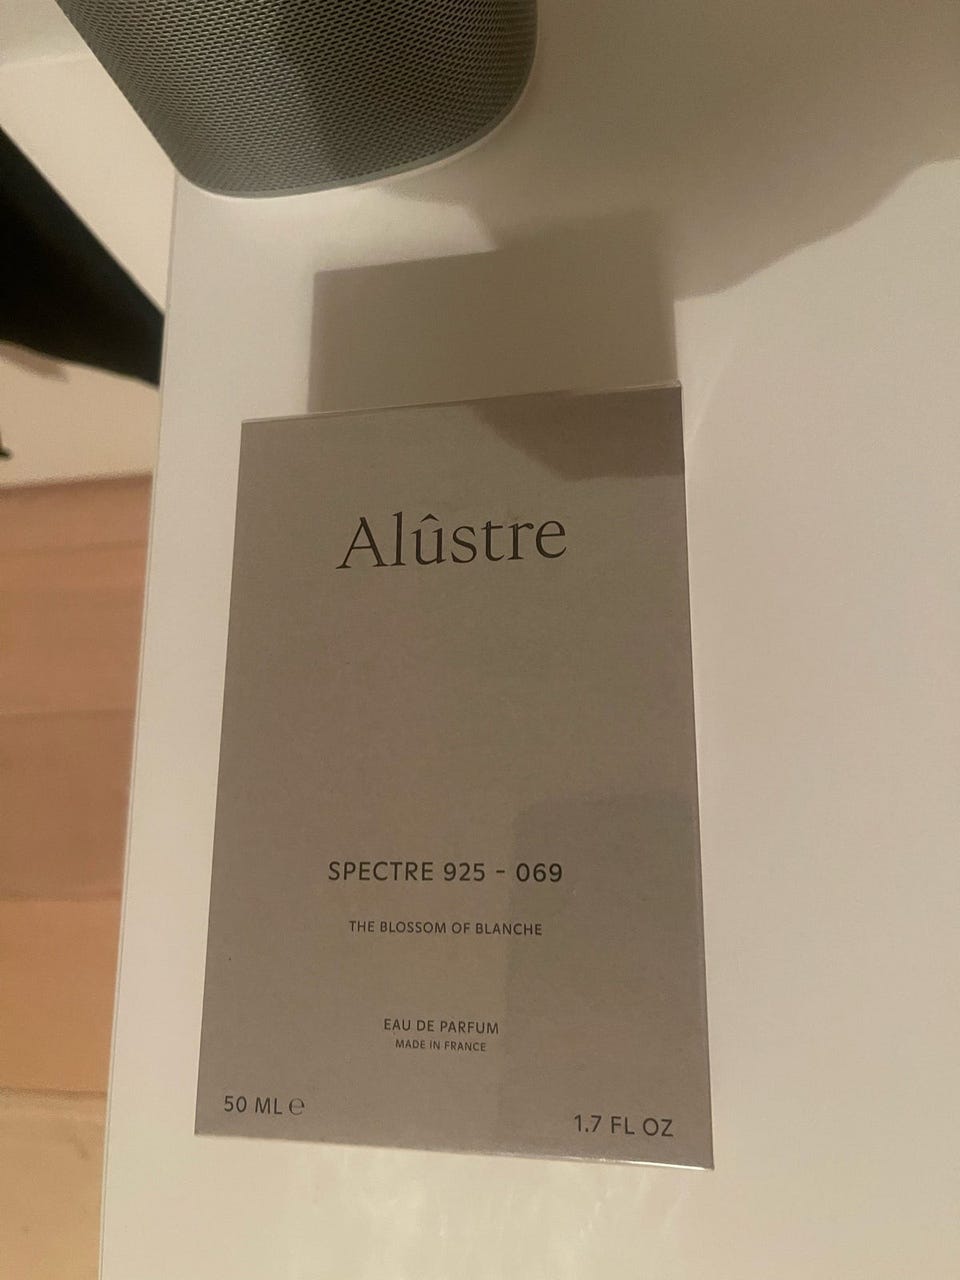 Alûstre
SPECTRE 925 - 069
THE BLOSSOM OF BLANCHE
EAU DE PARFUM
MADE IN FRANCE
50 ML ℮
1.7 FL OZ